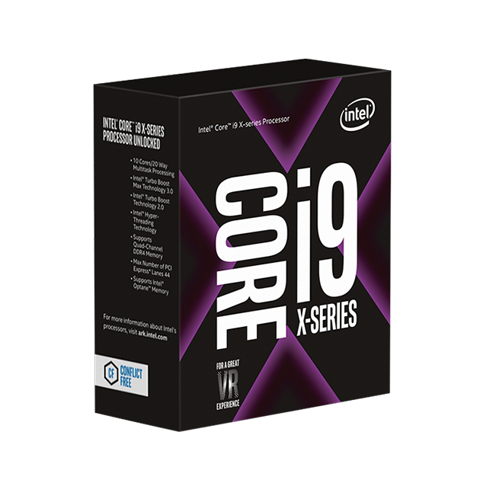 INTEL® CORE™ i9 X-SERIES
PROCESSOR UNLOCKED
• 10 Cores/20 Way
Multitask Processing
• Intel® Turbo Boost
Max Technology 3.0
• Intel® Turbo Boost
Technology 2.0
• Intel® Hyper-
Threading
Technology
• Supports
Quad-Channel
DDR4 Memory
• Max Number of PCI
Express® Lanes 44
• Supports Intel®
Optane™ Memory
For more information about Intel's
processors, visit ark.intel.com
CF
CONFLICT
FREE
Intel® Core™ i9 X-series Processor
intel
CORE
i9
X-SERIES
FOR A GREAT
VR
EXPERIENCE